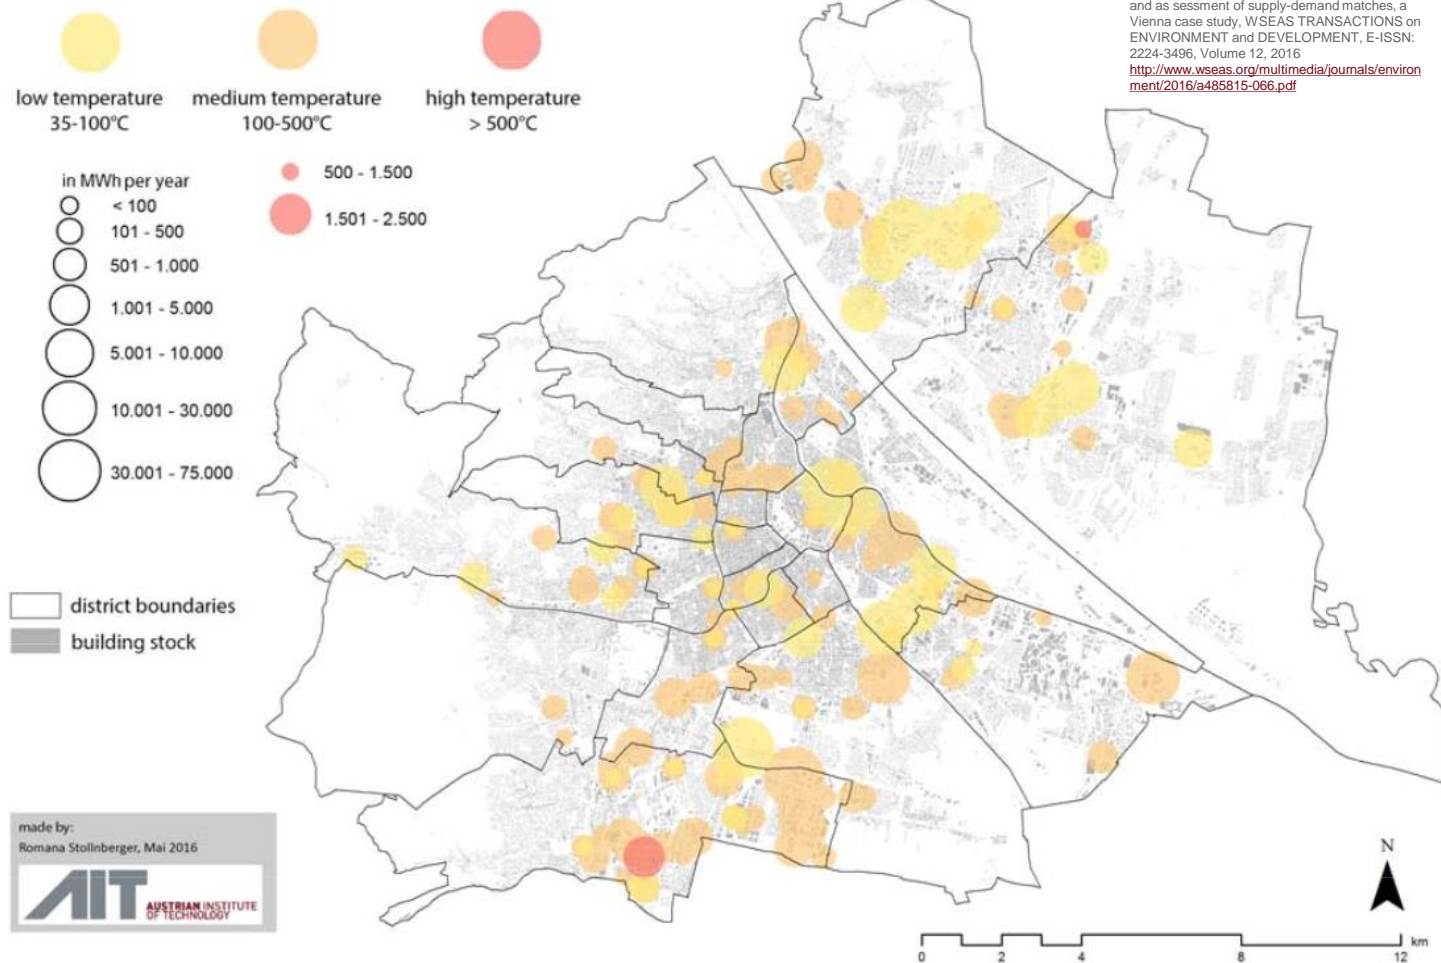 and as sessment of supply-demand matches, a
Vienna case study, WSEAS TRANSACTIONS on
ENVIRONMENT and DEVELOPMENT, E-ISSN:
2224-3496, Volume 12, 2016
http://www.wseas.org/multimedia/journals/environ
ment/2016/a485815-066.pdf
low temperature
35-100°C
medium temperature
100-500°C
high temperature
> 500°C
in MWh per year
< 100
101 - 500
501 - 1.000
1.001 - 5.000
5.001 - 10.000
10.001 - 30.000
30.001 - 75.000
500 - 1.500
1.501 - 2.500
district boundaries
building stock
made by:
Romana Stollnberger, Mai 2016
AIT AUSTRIAN INSTITUTE
OF TECHNOLOGY
N
0 2 4 8 12 km